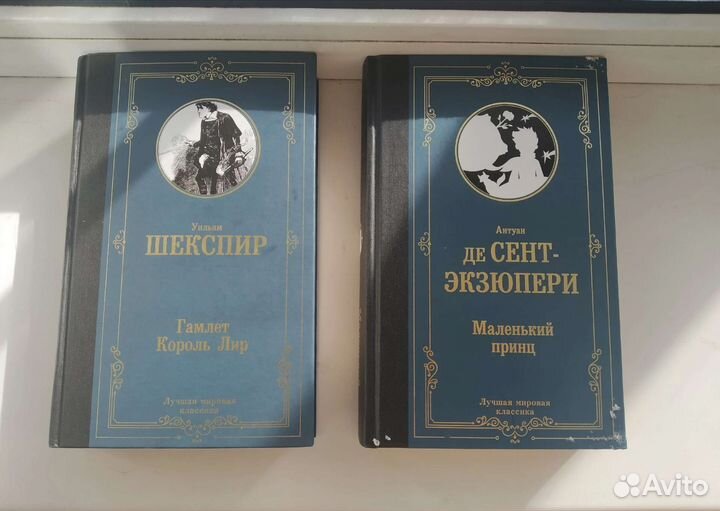 Уильям
ШЕКСПИР
Гамлет
Король Лир
Лучшая мировая
классика
Антуан
ДЕ СЕНТ-
ЭКЗЮПЕРИ
Маленький
принц
Лучшая мировая
классика
Avito